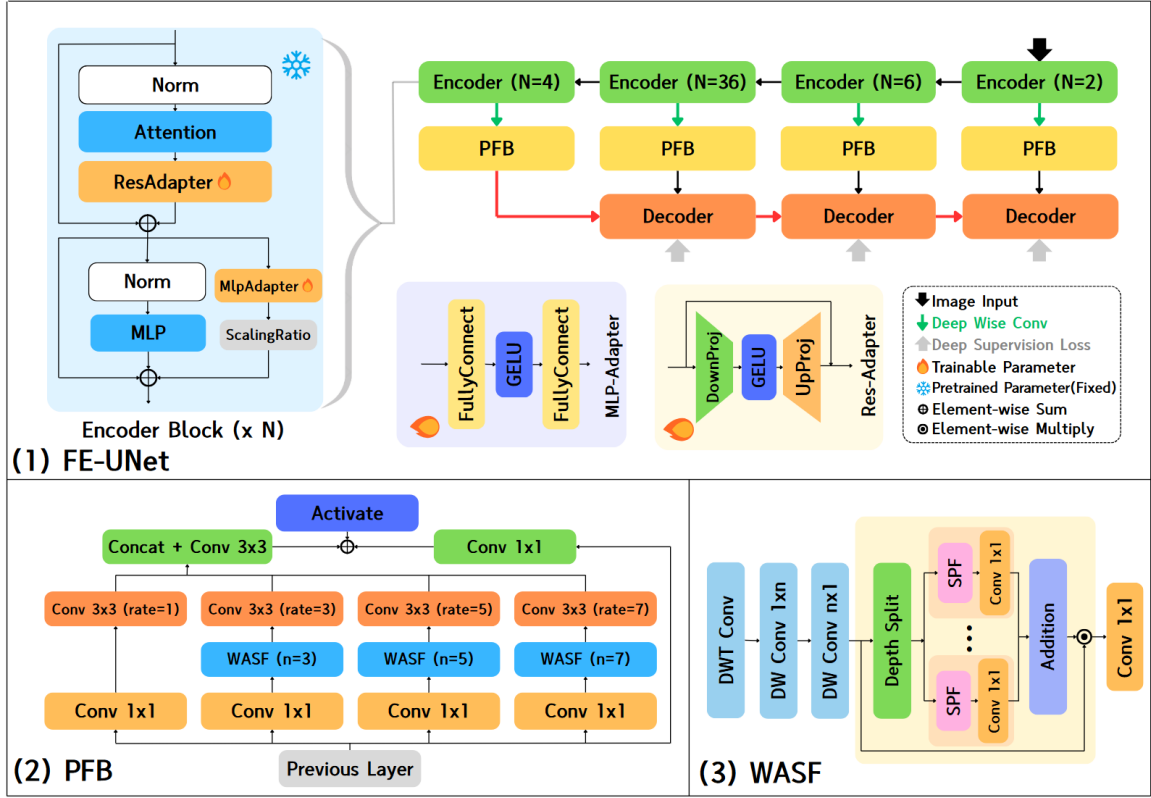 Norm
Attention
ResAdapter
Norm
MlpAdapter
MLP
ScalingRatio
Encoder Block (x N)
(1) FE-UNet
Encoder (N=4)
Encoder (N=36)
Encoder (N=6)
Encoder (N=2)
PFB
PFB
PFB
PFB
Decoder
Decoder
Decoder
FullyConnect
GELU
FullyConnect
MLP-Adapter
DownProj
GELU
UpProj
Res-Adapter
Image Input
Deep Wise Conv
Deep Supervision Loss
Trainable Parameter
Pretrained Parameter(Fixed)
Element-wise Sum
Element-wise Multiply
Activate
Concat + Conv 3x3
Conv 1x1
Conv 3x3 (rate=1)
Conv 3x3 (rate=3)
Conv 3x3 (rate=5)
Conv 3x3 (rate=7)
WASF (n=3)
WASF (n=5)
WASF (n=7)
Conv 1x1
Conv 1x1
Conv 1x1
Conv 1x1
Previous Layer
(2) PFB
DWT Conv
DW Conv 1xn
DW Conv nx1
Depth Split
SPF
Conv 1x1
SPF
Conv 1x1
Addition
Conv 1x1
(3) WASF